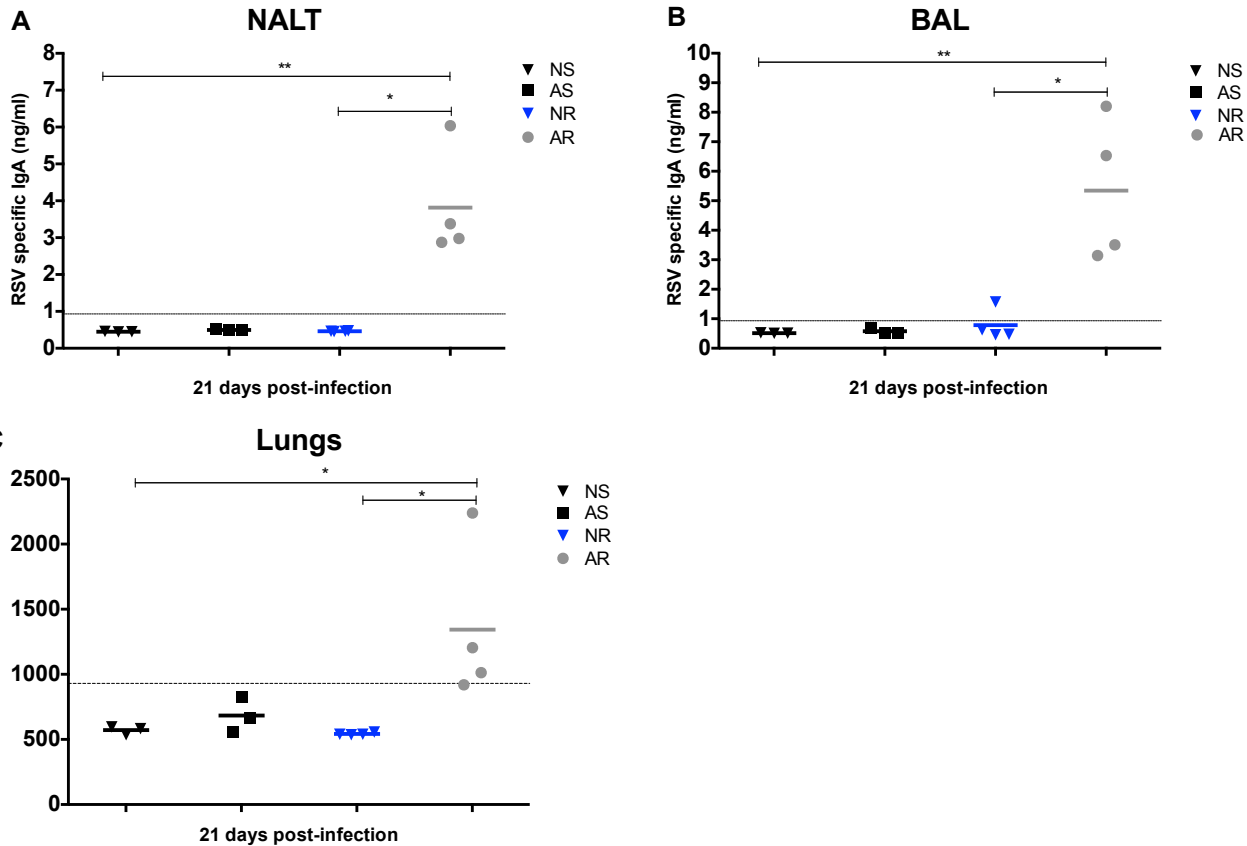 A
NALT
8
7
6
5
4
3
2
1
0
RSV specific IgA (ng/ml)
**
*
NS
AS
NR
AR
21 days post-infection
B
BAL
10
9
8
7
6
5
4
3
2
1
0
RSV specific IgA (ng/ml)
**
*
NS
AS
NR
AR
21 days post-infection
Lungs
2500
2000
1500
1000
500
0
*
*
NS
AS
NR
AR
21 days post-infection